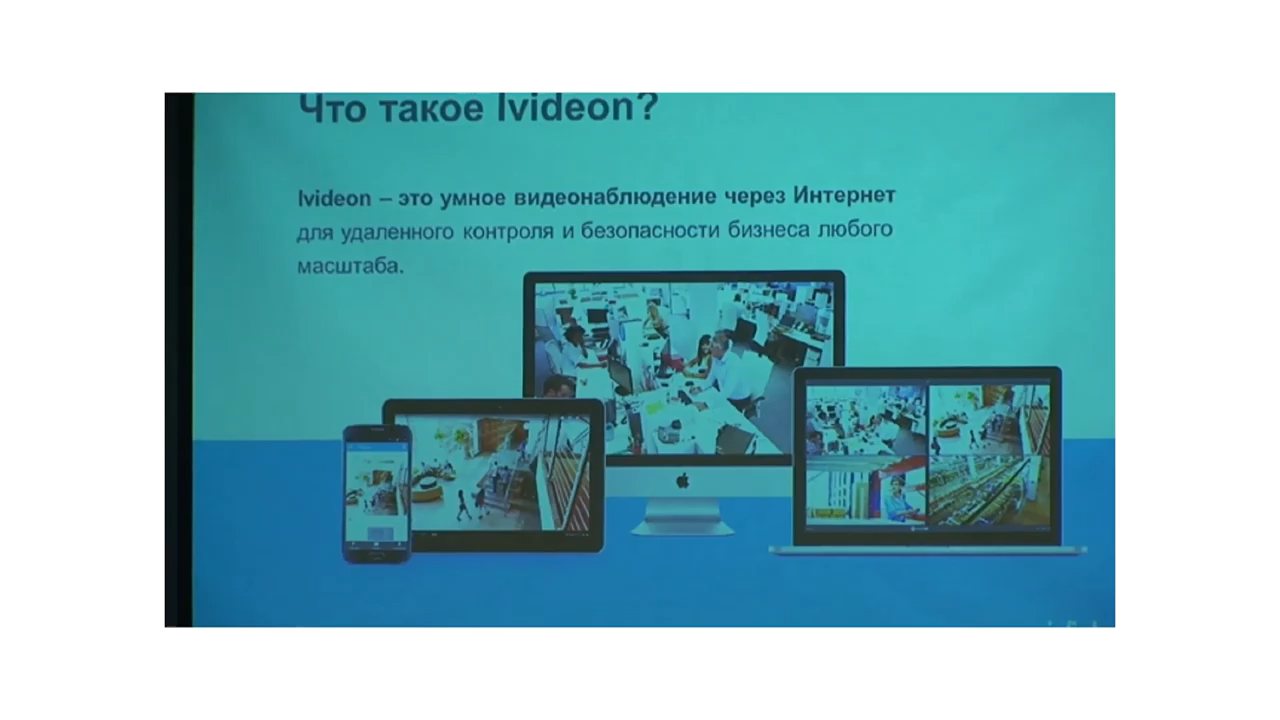 Что такое Ivideon?
Ivideon – это умное видеонаблюдение через Интернет
для удаленного контроля и безопасности бизнеса любого
масштаба.